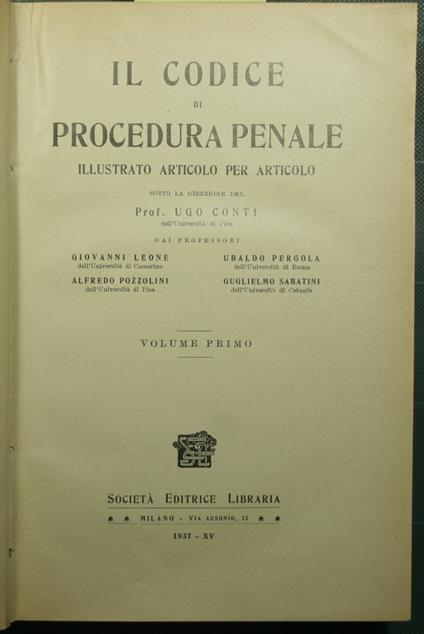 IL CODICE
DI
PROCEDURA PENALE
ILLUSTRATO ARTICOLO PER ARTICOLO
SOTTO LA DIREZIONE DEL
Prof. UGO CONTI
dell'Università di Pisa
DAI PROFESSORI
GIOVANNI LEONE
dell'Università di Camerino
UBALDO PERGOLA
dell'Università di Roma
ALFREDO POZZOLINI
dell'Università di Pisa
GUGLIELMO SABATINI
dell'Università di Catania
VOLUME PRIMO
SOCIETÀ EDITRICE LIBRARIA
MILANO - VIA AUSONIO, 22
1937 - XV